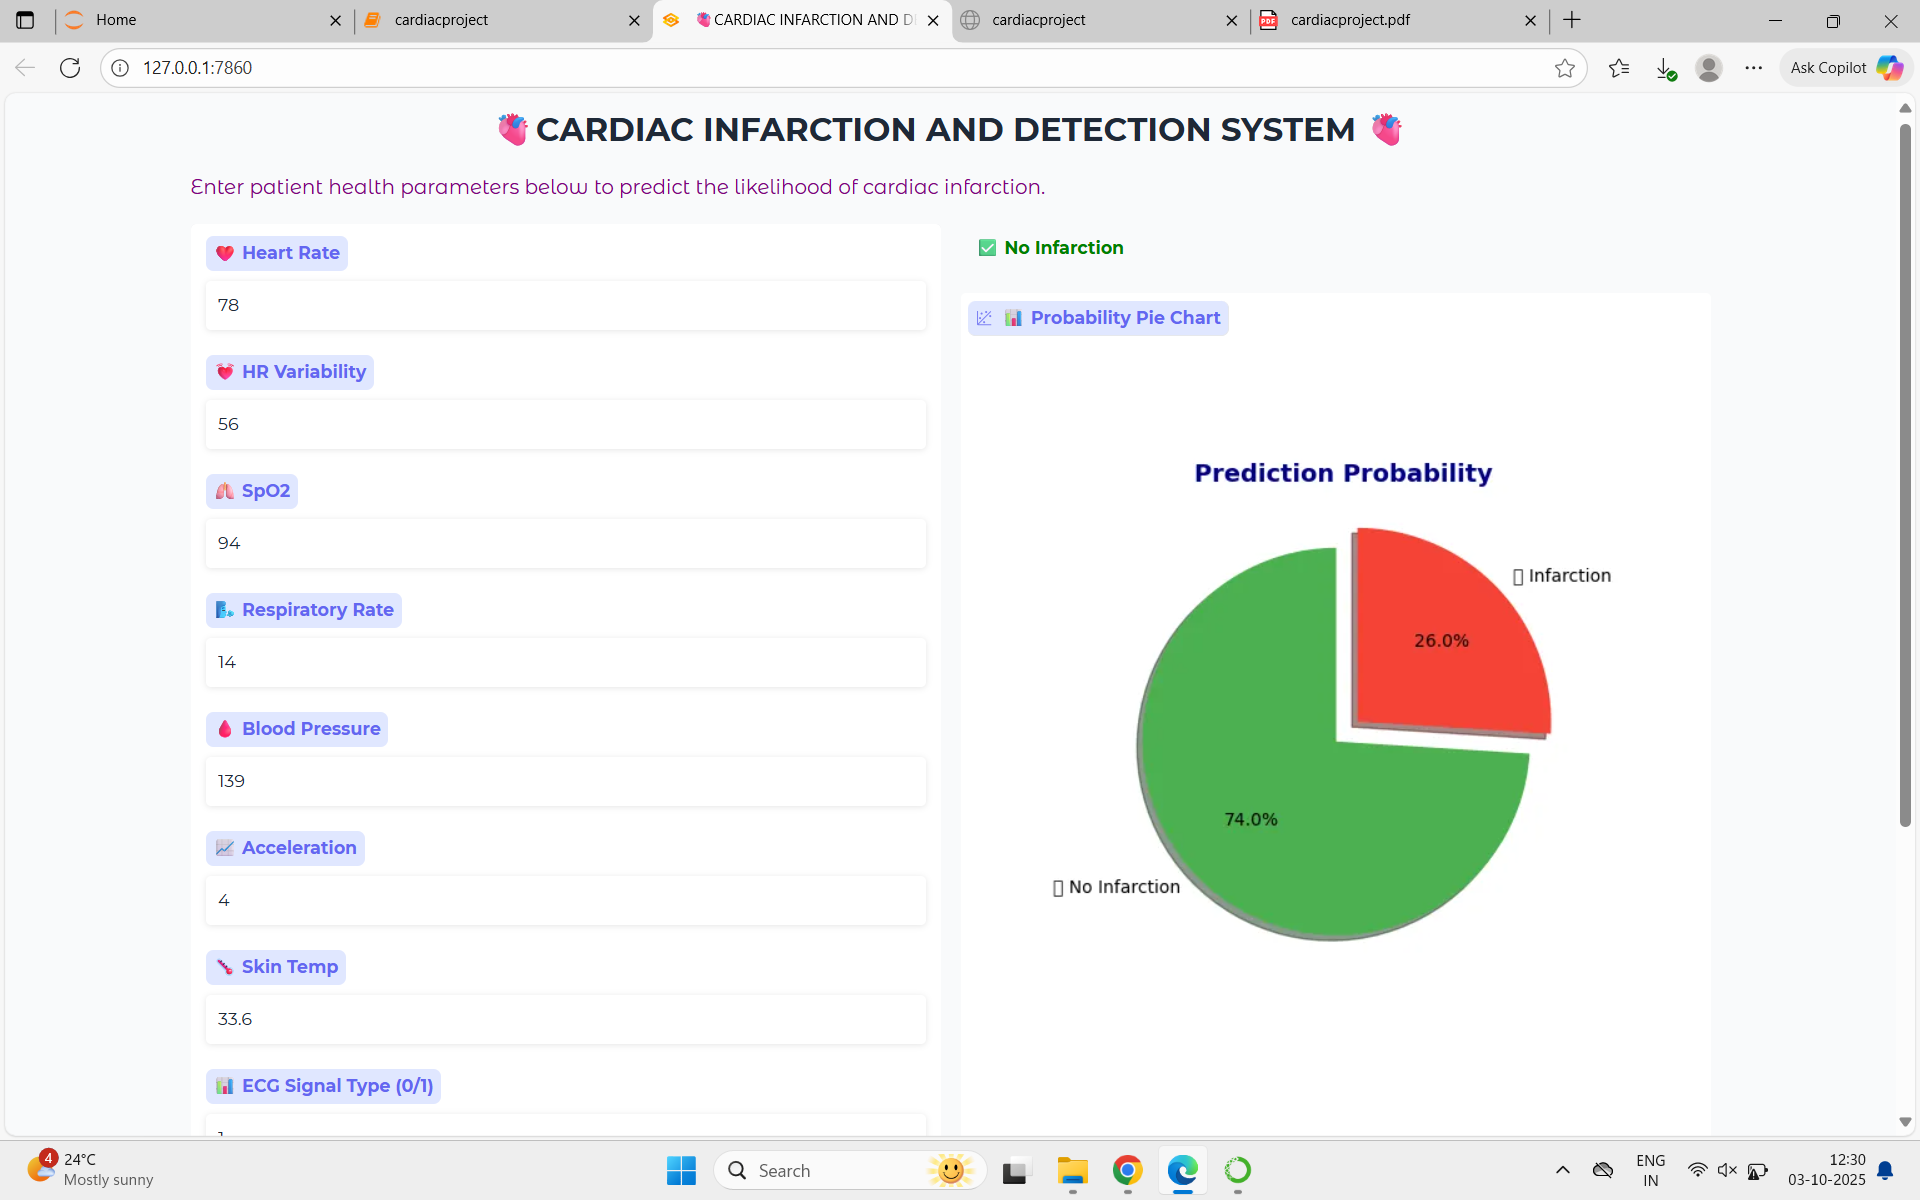 Home
cardiacproject
CARDIAC INFARCTION AND D
cardiacproject
cardiacproject.pdf
127.0.0.1:7860
Ask Copilot
CARDIAC INFARCTION AND DETECTION SYSTEM
Enter patient health parameters below to predict the likelihood of cardiac infarction.
Heart Rate
78
HR Variability
56
SpO2
94
Respiratory Rate
14
Blood Pressure
139
Acceleration
4
Skin Temp
33.6
ECG Signal Type (0/1)
No Infarction
Probability Pie Chart
Prediction Probability
Infarction
26.0%
74.0%
No Infarction
4
24°C
Mostly sunny
Search
ENG
IN
12:30
03-10-2025